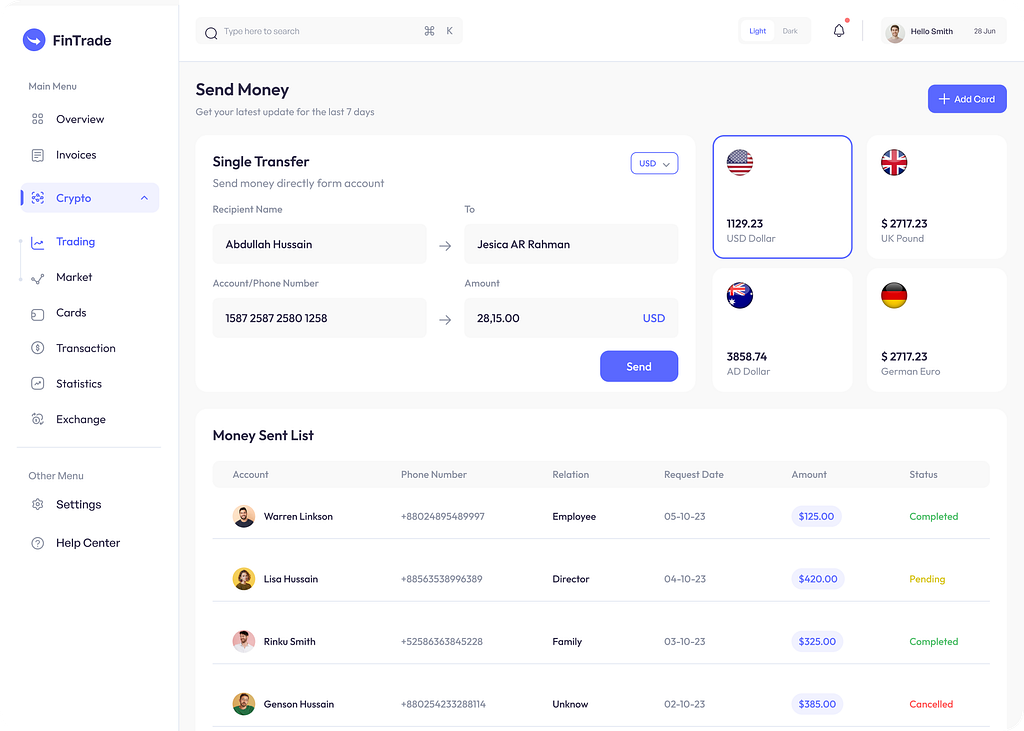 FinTrade
Type here to search ⌘ K
Light Dark
Hello Smith 28 Jun
Main Menu
Overview
Invoices
Crypto
Trading
Market
Cards
Transaction
Statistics
Exchange
Other Menu
Settings
Help Center
Send Money
Get your latest update for the last 7 days
+ Add Card
Single Transfer
USD
Send money directly form account
Recipient Name To
Abdullah Hussain → Jesica AR Rahman
Account/Phone Number Amount
1587 2587 2580 1258 → 28,15.00 USD
Send
1129.23
USD Dollar
$ 2717.23
UK Pound
3858.74
AD Dollar
$ 2717.23
German Euro
Money Sent List
Account Phone Number Relation Request Date Amount Status
Warren Linkson +88024895489997 Employee 05-10-23 $125.00 Completed
Lisa Hussain +88563538996389 Director 04-10-23 $420.00 Pending
Rinku Smith +52586363845228 Family 03-10-23 $325.00 Completed
Genson Hussain +880254233288114 Unknow 02-10-23 $385.00 Cancelled